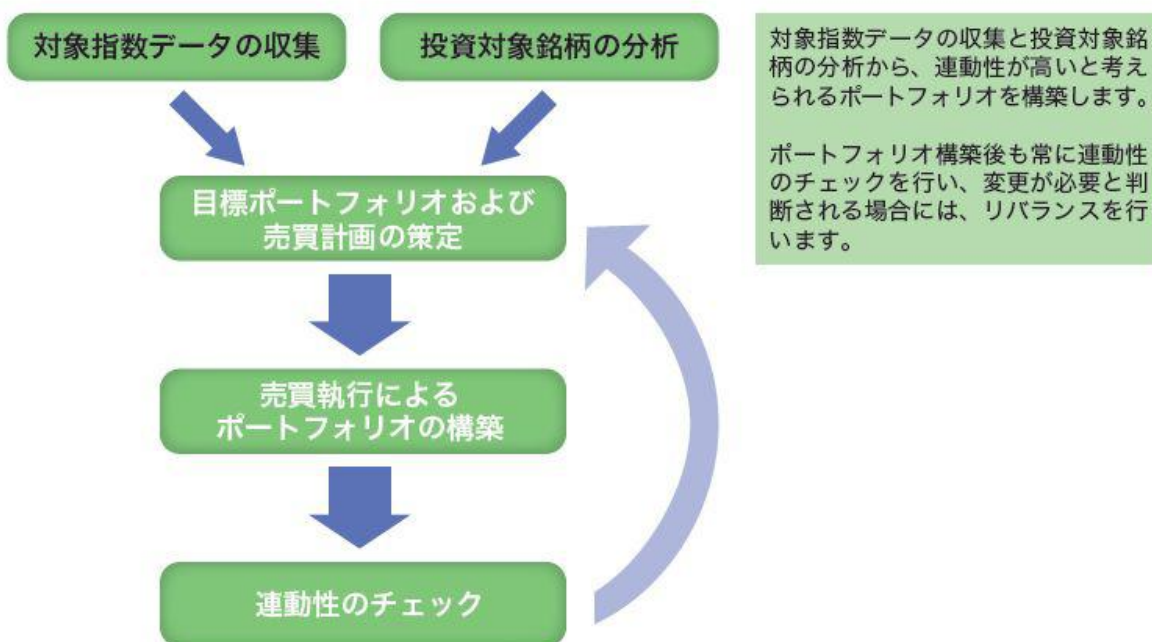 対象指数データの収集
投資対象銘柄の分析
対象指数データの収集と投資対象銘
柄の分析から、連動性が高いと考え
られるポートフォリオを構築します。
ポートフォリオ構築後も常に連動性
のチェックを行い、変更が必要と判
断される場合には、リバランスを行
います。
目標ポートフォリオおよび
売買計画の策定
売買執行による
ポートフォリオの構築
連動性のチェック